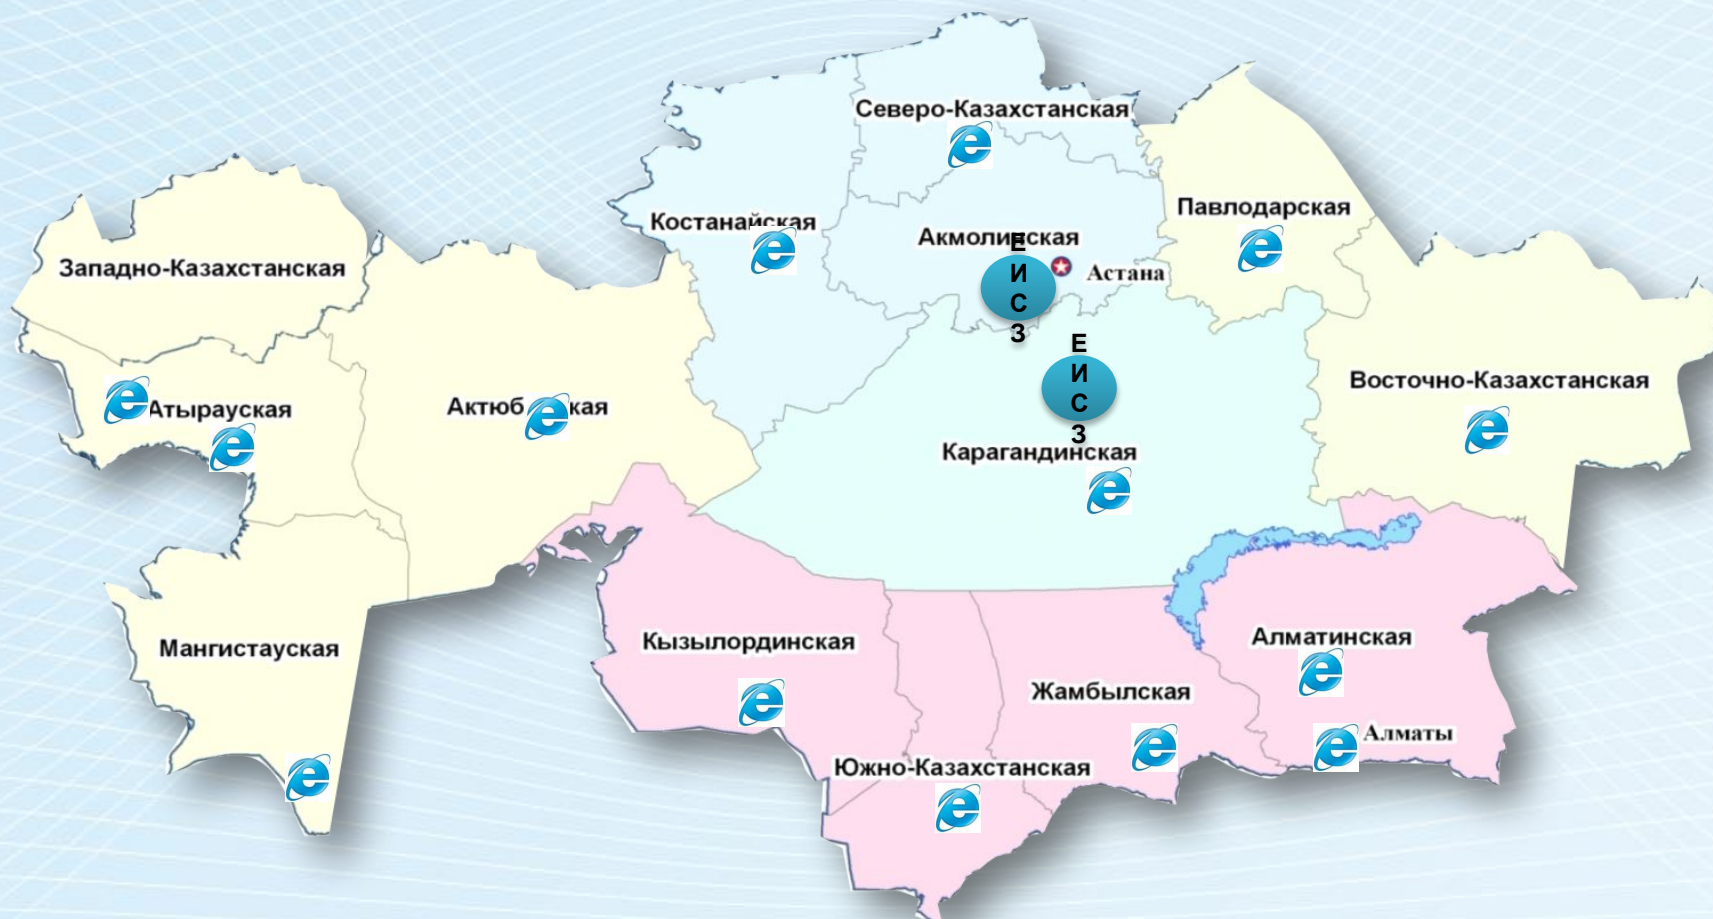 Северо-Казахстанская
Костанайская
Акмолинская
Павлодарская
Астана
Западно-Казахстанская
Е
И
С
З
Е
И
С
З
Восточно-Казахстанская
Атырауская
Карагандинская
Мангистауская
Кызылординская
Алматинская
Жамбылская
Алматы
Южно-Казахстанская